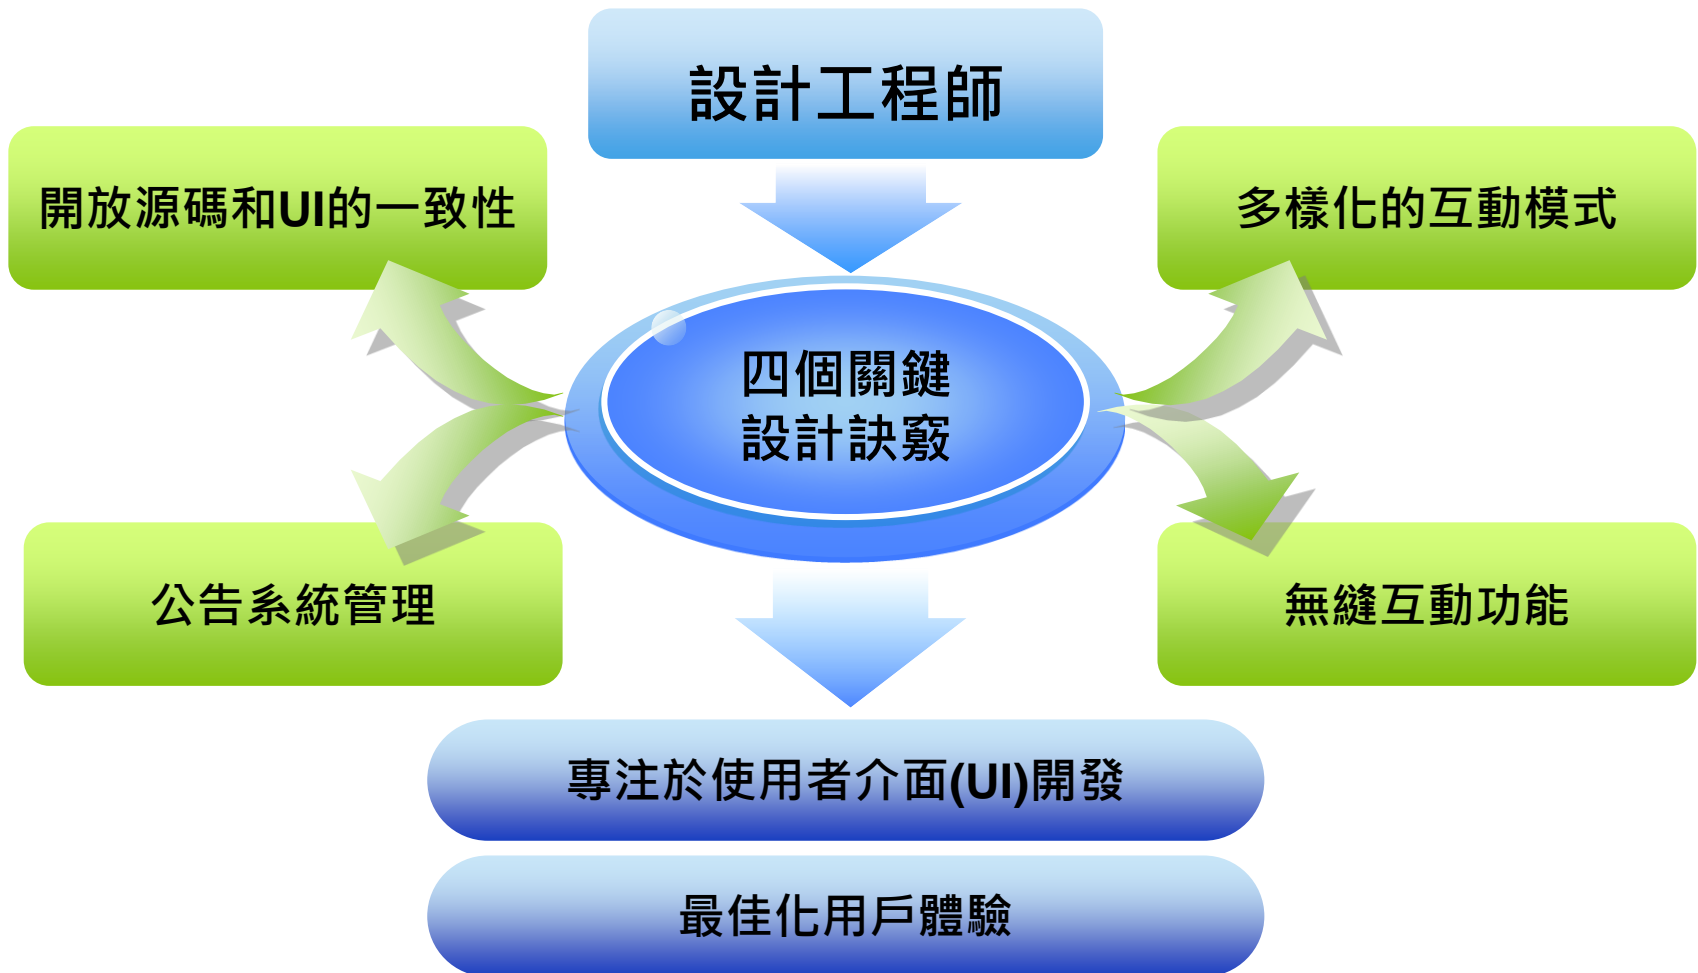 設計工程師
開放源碼和UI的一致性
多樣化的互動模式
四個關鍵
設計訣竅
公告系統管理
無縫互動功能
專注於使用者介面(UI)開發
最佳化用戶體驗